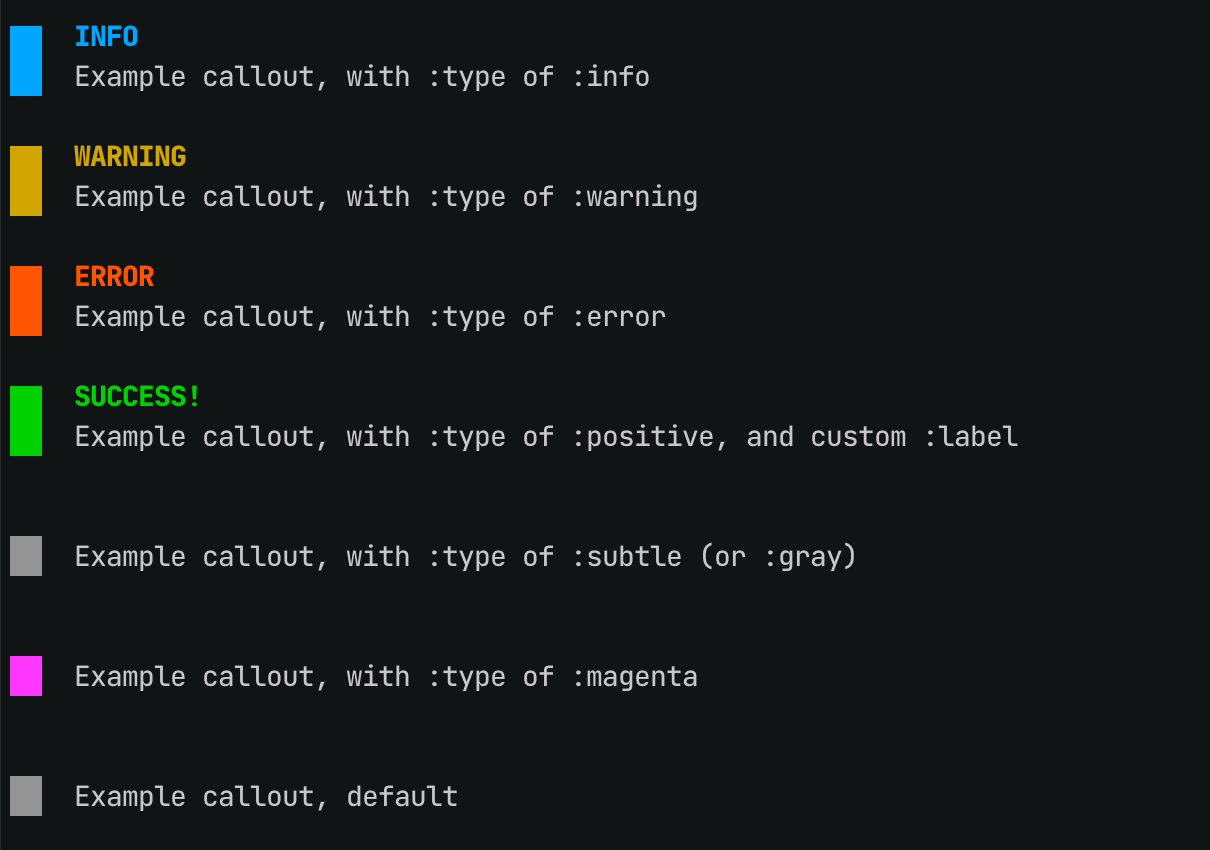 INFO
Example callout, with :type of :info
WARNING
Example callout, with :type of :warning
ERROR
Example callout, with :type of :error
SUCCESS!
Example callout, with :type of :positive, and custom :label
Example callout, with :type of :subtle (or :gray)
Example callout, with :type of :magenta
Example callout, default